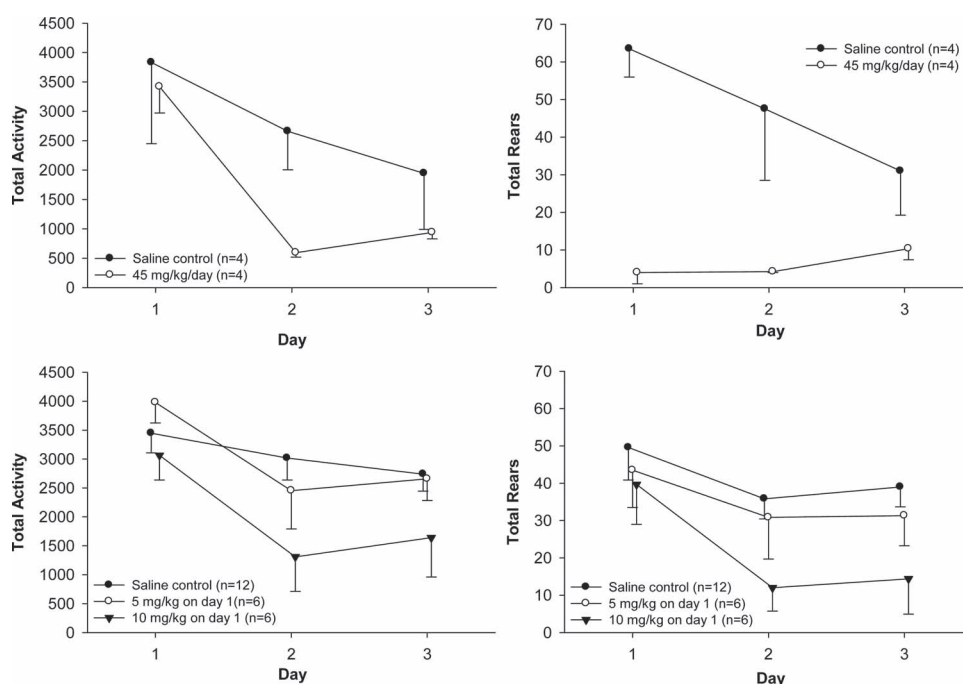 4500
4000
3500
3000
2500
2000
1500
1000
500
0
Total Activity
Saline control (n=4)
45 mg/kg/day (n=4)
1 2 3
Day
70
60
50
40
30
20
10
0
Total Rears
Saline control (n=4)
45 mg/kg/day (n=4)
1 2 3
Day
4500
4000
3500
3000
2500
2000
1500
1000
500
0
Total Activity
Saline control (n=12)
5 mg/kg on day 1(n=6)
10 mg/kg on day 1 (n=6)
1 2 3
Day
70
60
50
40
30
20
10
0
Total Rears
Saline control (n=12)
5 mg/kg on day 1(n=6)
10 mg/kg on day 1 (n=6)
1 2 3
Day